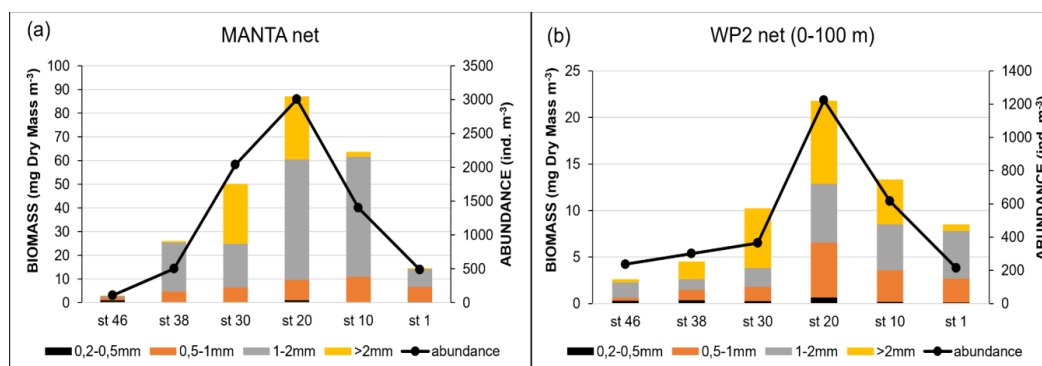 (a)
MANTA net
BIOMASS (mg Dry Mass m-3)
100
90
80
70
60
50
40
30
20
10
0
3500
3000
2500
2000
1500
1000
500
0
ABUNDANCE (ind. m-3)
st 46 st 38 st 30 st 20 st 10 st 1
0,2-0,5mm 0,5-1mm 1-2mm >2mm abundance
(b)
WP2 net (0-100 m)
BIOMASS (mg Dry Mass m-3)
25
20
15
10
5
0
1400
1200
1000
800
600
400
200
0
ABUNDANCE (ind. m-3)
st 46 st 38 st 30 st 20 st 10 st 1
0,2-0,5mm 0,5-1mm 1-2mm >2mm abundance